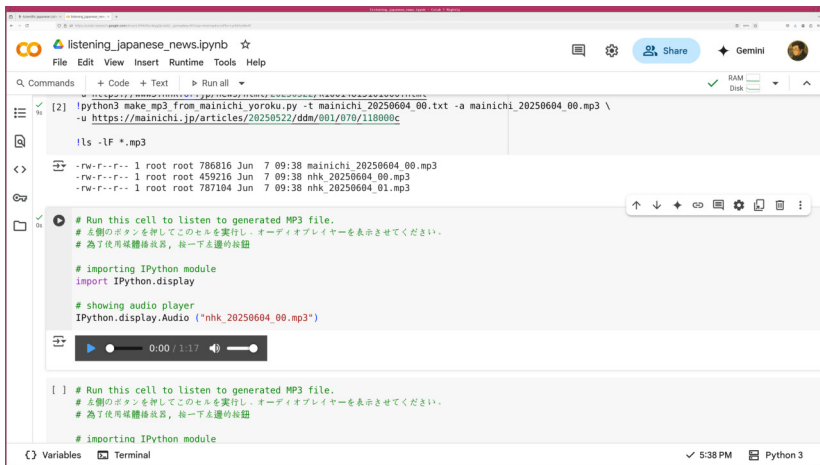 listening_japanese_news.ipynb - Colab
listening_japanese_news.ipynb ☆
Share
Gemini
File Edit View Insert Runtime Tools Help
Commands + Code + Text Run all
RAM
Disk
[2] !python3 make_mp3_from_mainichi_yoroku.py -t mainichi_20250604_00.txt -a mainichi_20250604_00.mp3 \
9s
-u https://mainichi.jp/articles/20250522/ddm/001/070/118000c
!ls -lF *.mp3
-rw-r--r-- 1 root root 786816 Jun 7 09:38 mainichi_20250604_00.mp3
-rw-r--r-- 1 root root 459216 Jun 7 09:38 nhk_20250604_00.mp3
-rw-r--r-- 1 root root 787104 Jun 7 09:38 nhk_20250604_01.mp3
0s
# Run this cell to listen to generated MP3 file.
# 左側のボタンを押してこのセルを実行し、オーディオプレイヤーを表示させてください。
# 為了使用媒體播放器, 按一下左邊的按鈕
# importing IPython module
import IPython.display
# showing audio player
IPython.display.Audio ("nhk_20250604_00.mp3")
0:00 / 1:17
[ ] # Run this cell to listen to generated MP3 file.
# 左側のボタンを押してこのセルを実行し、オーディオプレイヤーを表示させてください。
# 為了使用媒體播放器, 按一下左邊的按鈕
# importing IPython module
Variables Terminal
5:38 PM Python 3